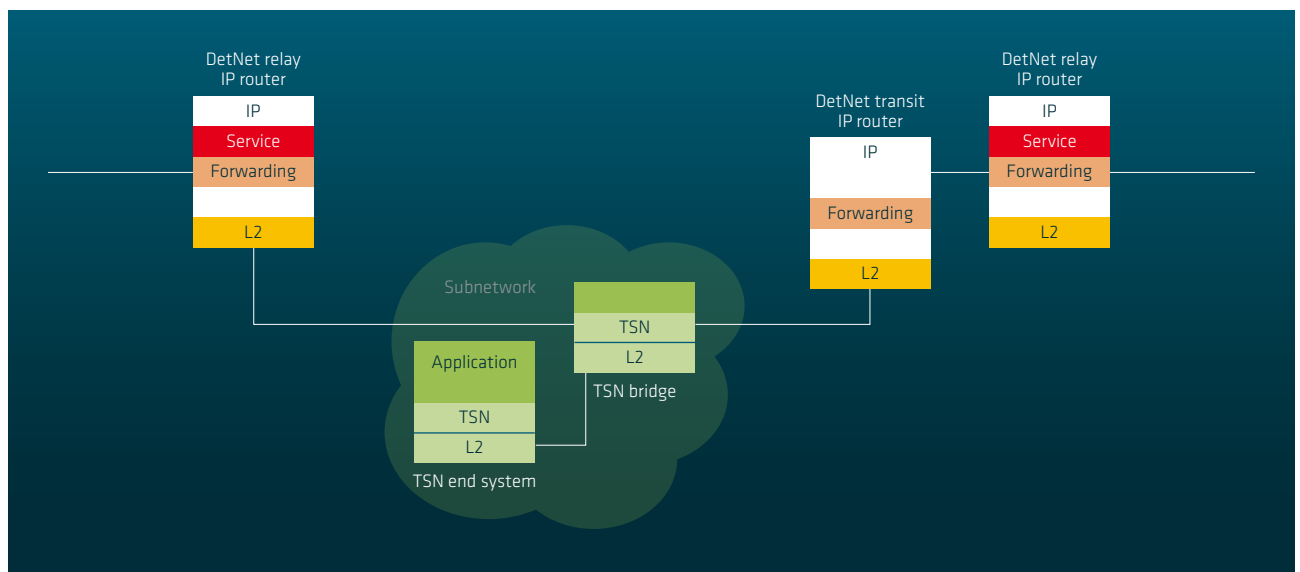 DetNet relay
IP router
IP
Service
Forwarding
L2
DetNet transit
IP router
IP
Forwarding
L2
DetNet relay
IP router
IP
Service
Forwarding
L2
Subnetwork
TSN
L2
TSN bridge
Application
TSN
L2
TSN end system